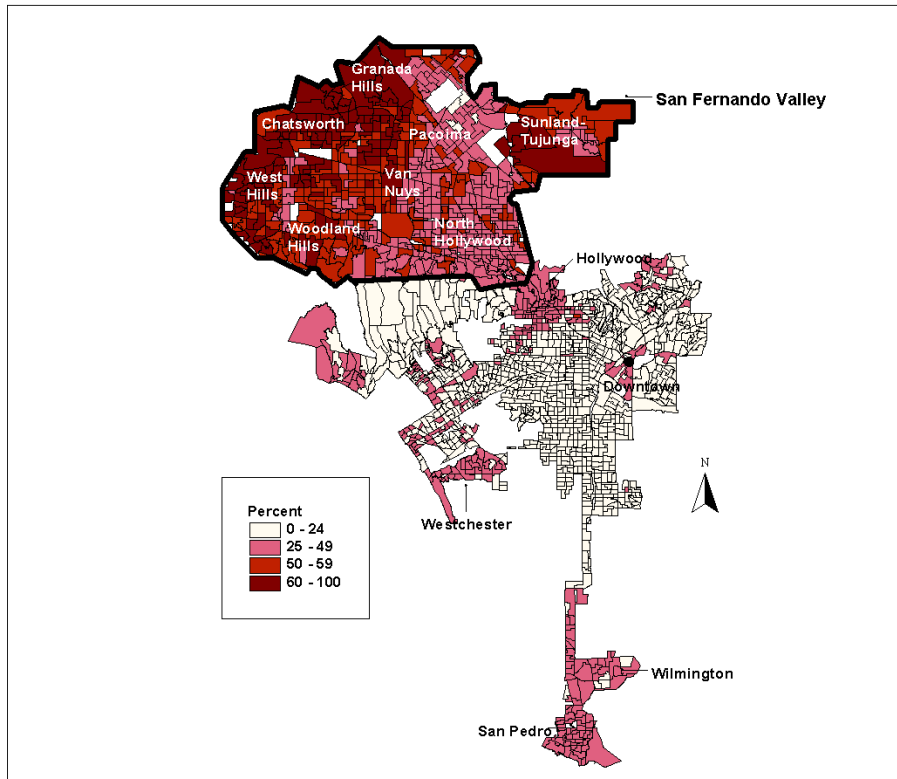 Granada
Hills
San Fernando Valley
Chatsworth
Pacoima
Sunland-
Tujunga
West
Hills
Van
Nuys
Woodland
Hills
North
Hollywood
Hollywood
Downtown
N
Westchester
Percent
0 - 24
25 - 49
50 - 59
60 - 100
Wilmington
San Pedro